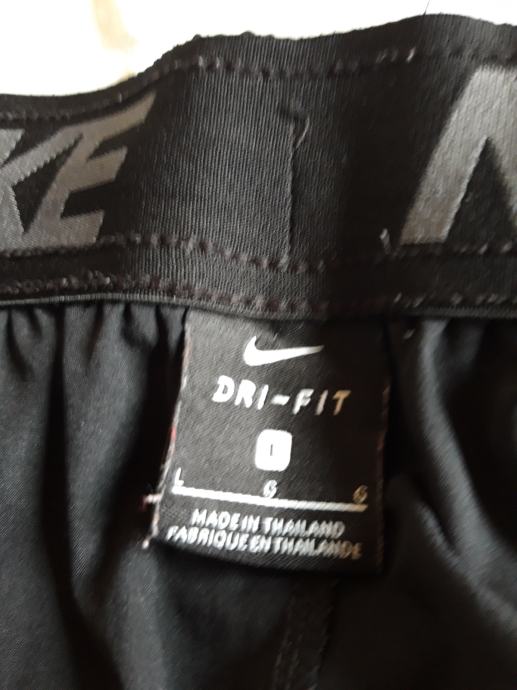 KE N
DRI-FIT
L
L G G
MADE IN THAILAND
FABRIQUE EN THAILANDE